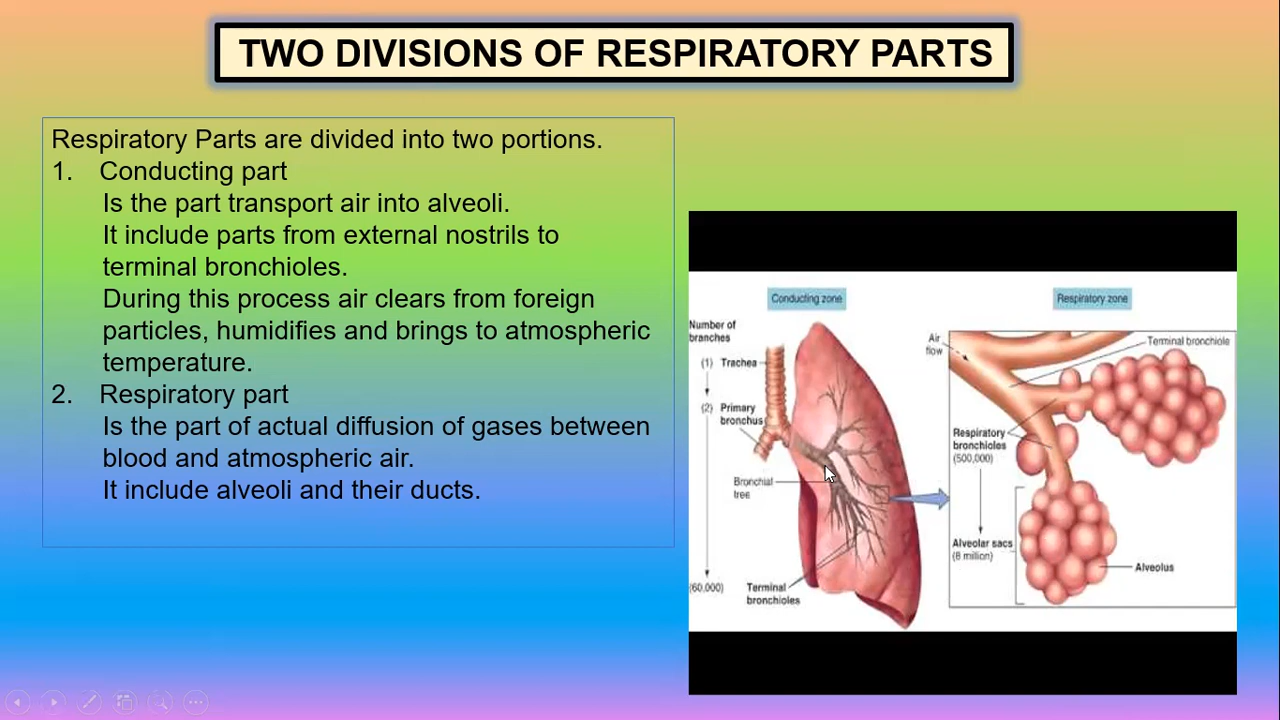 TWO DIVISIONS OF RESPIRATORY PARTS
Respiratory Parts are divided into two portions.
1. Conducting part
Is the part transport air into alveoli.
It include parts from external nostrils to
terminal bronchioles.
During this process air clears from foreign
particles, humidifies and brings to atmospheric
temperature.
2. Respiratory part
Is the part of actual diffusion of gases between
blood and atmospheric air.
It include alveoli and their ducts.
Conducting zone
Number of
branches
(1) Trachea
(2) Primary
bronchus
Bronchial
tree
(60,000)
Terminal
bronchioles
Respiratory zone
Air
flow
Terminal bronchiole
Respiratory
bronchioles
(500,000)
Alveolar sacs
(8 million)
Alveolus